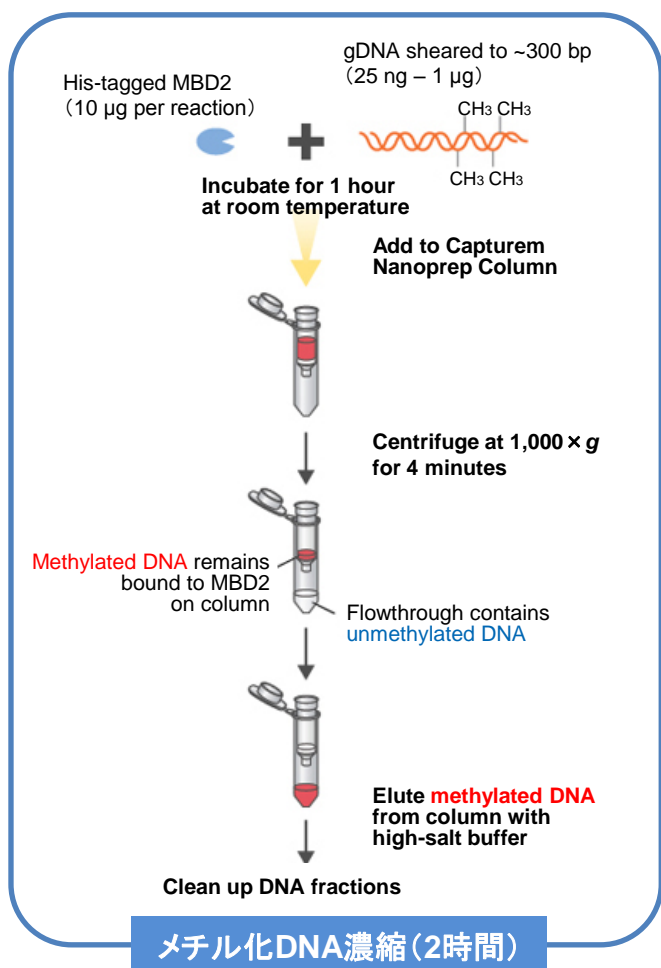 His-tagged MBD2
（10 μg per reaction）
gDNA sheared to ~300 bp
（25 ng – 1 μg）
CH3 CH3
CH3 CH3
Incubate for 1 hour
at room temperature
Add to Capturem
Nanoprep Column
Centrifuge at 1,000 × g
for 4 minutes
Methylated DNA remains
bound to MBD2
on column
Flowthrough contains
unmethylated DNA
Elute methylated DNA
from column with
high-salt buffer
Clean up DNA fractions
メチル化DNA濃縮（2時間）